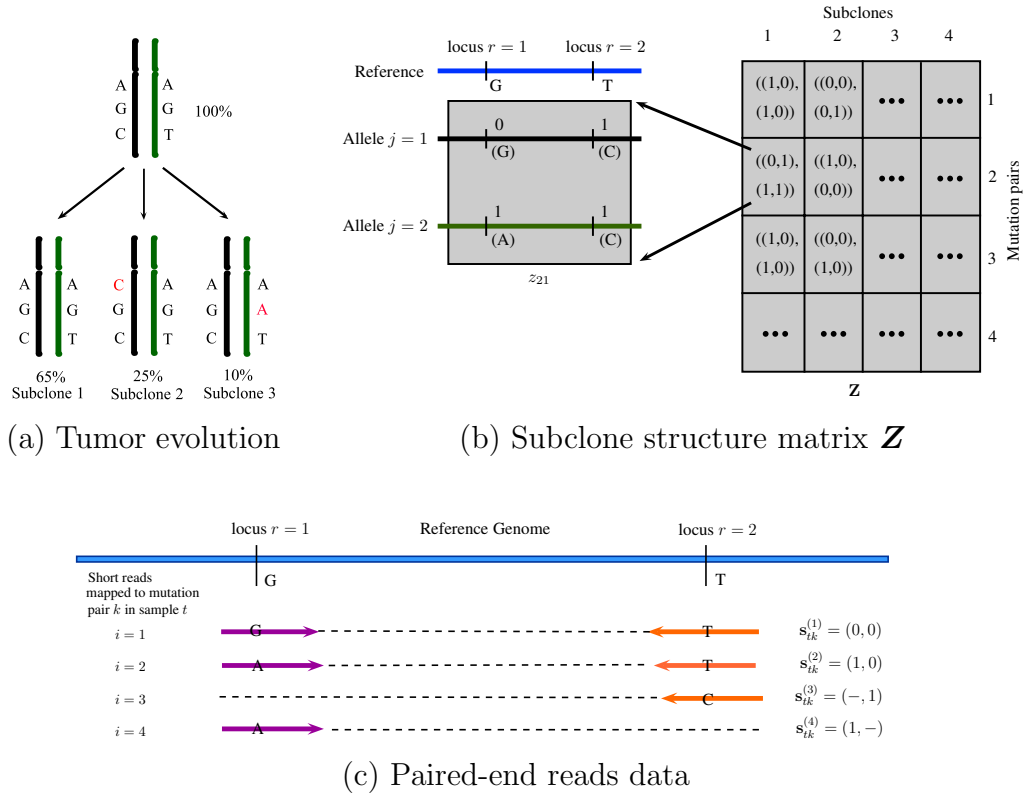 A A
G G 100%
C T
A A C A A A
G G G G G A
C T C T C T
65% 25% 10%
Subclone 1 Subclone 2 Subclone 3
(a) Tumor evolution
locus r = 1 locus r = 2
Reference
G T
0 1
Allele j = 1
(G) (C)
1 1
Allele j = 2
(A) (C)
z21
Subclones
1 2 3 4
((1,0), ((0,0),
(1,0)) (0,1)) ••• ••• 1
((0,1), ((1,0),
(1,1)) (0,0)) ••• ••• 2
((1,0), ((0,0),
(1,0)) (1,0)) ••• ••• 3
••• ••• ••• ••• 4
Mutation pairs
Z
(b) Subclone structure matrix Z
locus r = 1 Reference Genome locus r = 2
G T
Short reads
mapped to mutation
pair k in sample t
i = 1 G T s_{tk}^{(1)} = (0, 0)
i = 2 A T s_{tk}^{(2)} = (1, 0)
i = 3 C s_{tk}^{(3)} = (−, 1)
i = 4 A s_{tk}^{(4)} = (1, −)
(c) Paired-end reads data